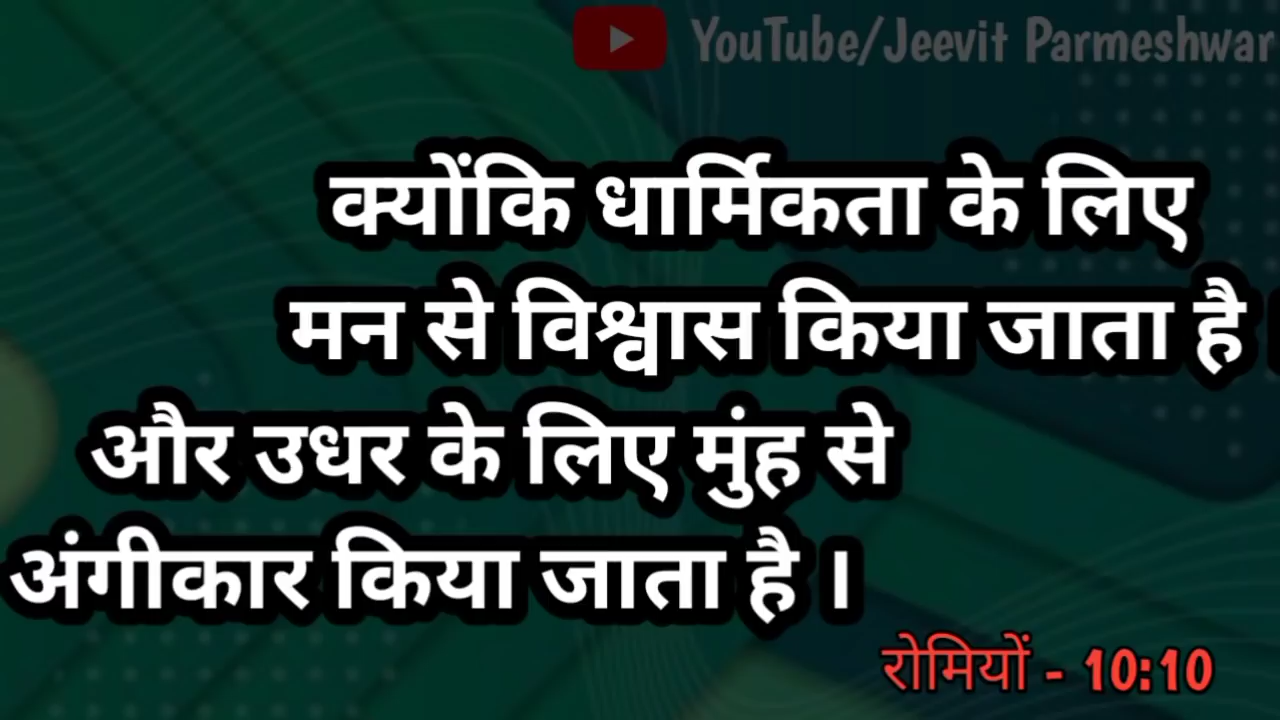 YouTube/Jeevit Parmeshwar
क्योंकि धार्मिकता के लिए
मन से विश्वास किया जाता है
और उधर के लिए मुंह से
अंगीकार किया जाता है ।
रोमियों - 10:10